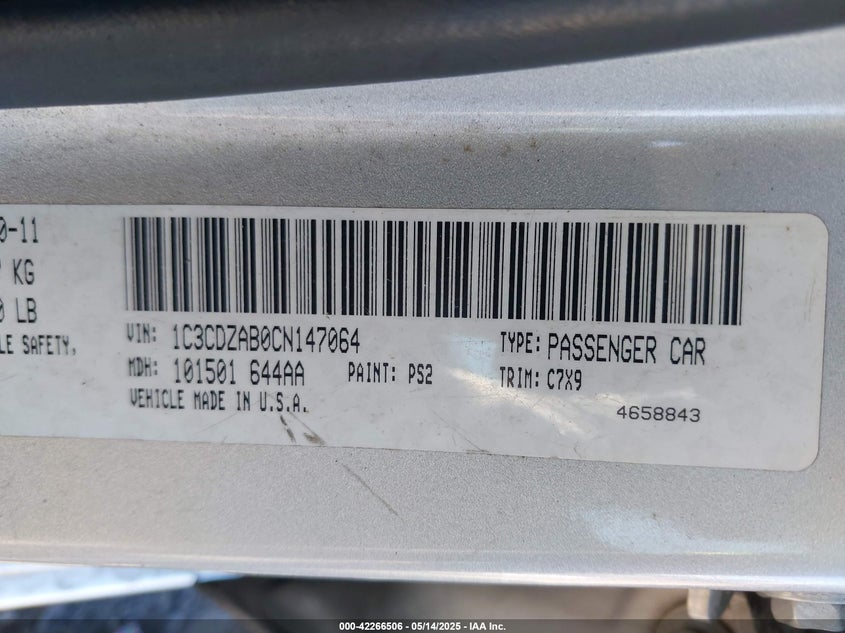 0-11
KG
0 LB
LE SAFETY,
VIN: 1C3CDZAB0CN147064 TYPE: PASSENGER CAR
MDH: 101501 644AA PAINT: PS2 TRIM: C7X9
VEHICLE MADE IN U.S.A.
4658843
000-42266506 - 05/14/2025 - IAA Inc.